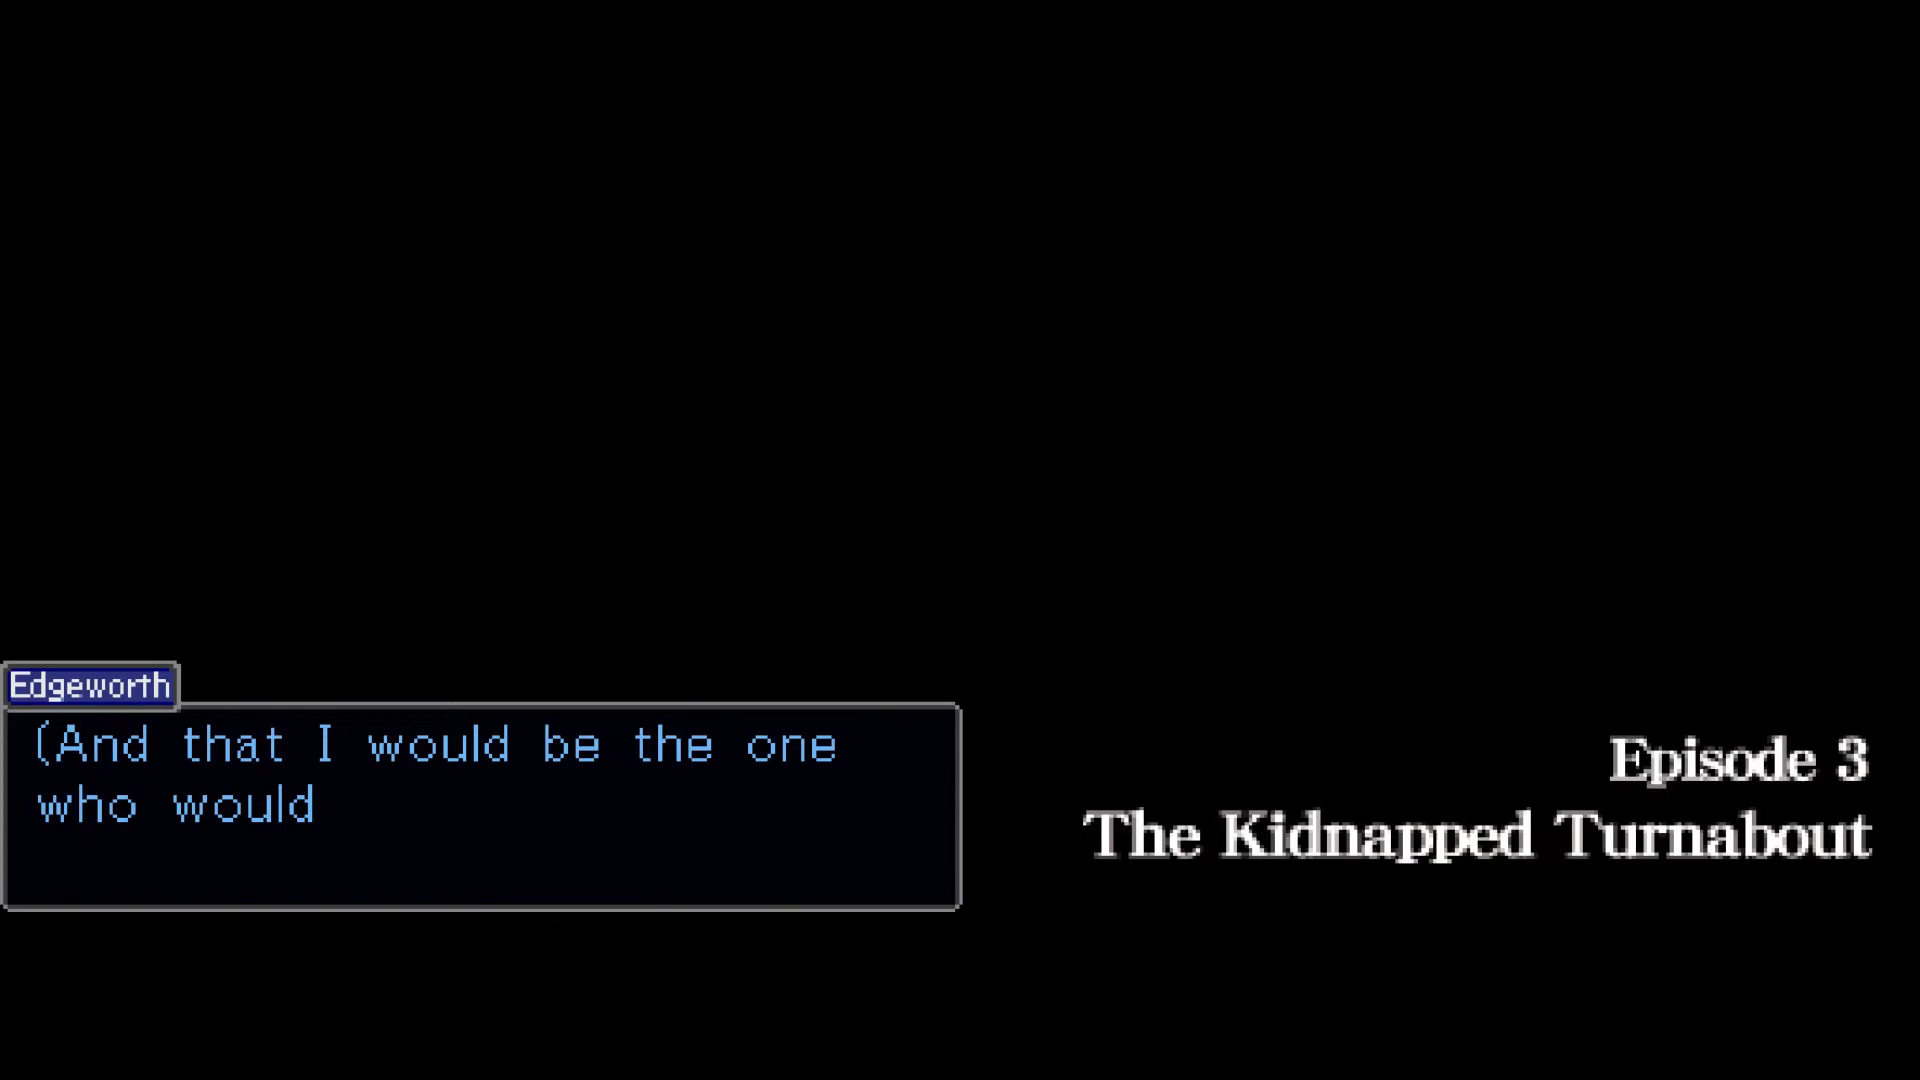 Edgeworth
(And that I would be the one
who would
Episode 3
The Kidnapped Turnabout